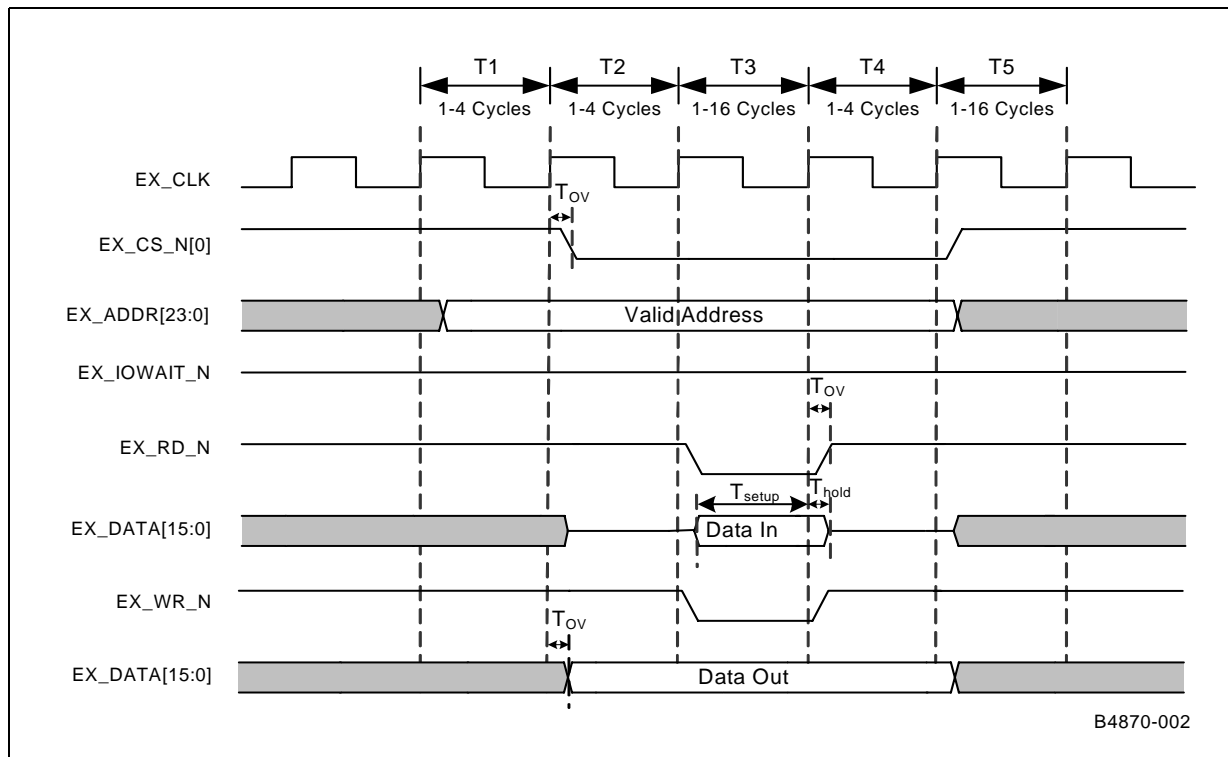 T1 T2 T3 T4 T5
1-4 Cycles 1-4 Cycles 1-16 Cycles 1-4 Cycles 1-16 Cycles
EX_CLK
TOV
EX_CS_N[0]
EX_ADDR[23:0] Valid Address
EX_IOWAIT_N
TOV
EX_RD_N
Tsetup Thold
EX_DATA[15:0] Data In
EX_WR_N
TOV
EX_DATA[15:0] Data Out
B4870-002